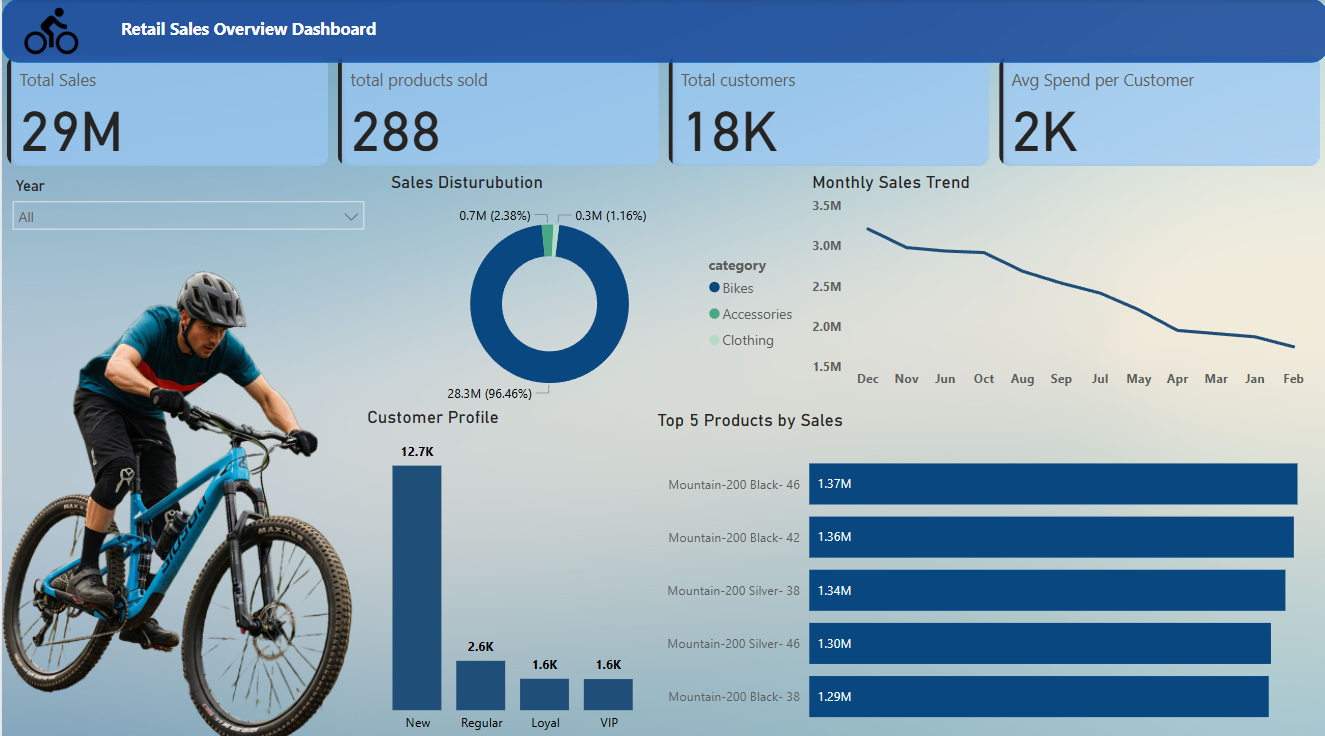 Retail Sales Overview Dashboard
Total Sales
29M
total products sold
288
Total customers
18K
Avg Spend per Customer
2K
Year
All
Sales Disturubution
0.7M (2.38%)
0.3M (1.16%)
28.3M (96.46%)
category
Bikes
Accessories
Clothing
Monthly Sales Trend
3.5M
3.0M
2.5M
2.0M
1.5M
Dec Nov Jun Oct Aug Sep Jul May Apr Mar Jan Feb
Customer Profile
12.7K
2.6K
1.6K
1.6K
New Regular Loyal VIP
Top 5 Products by Sales
Mountain-200 Black- 46 1.37M
Mountain-200 Black- 42 1.36M
Mountain-200 Silver- 38 1.34M
Mountain-200 Silver- 46 1.30M
Mountain-200 Black- 38 1.29M
MAXXIS